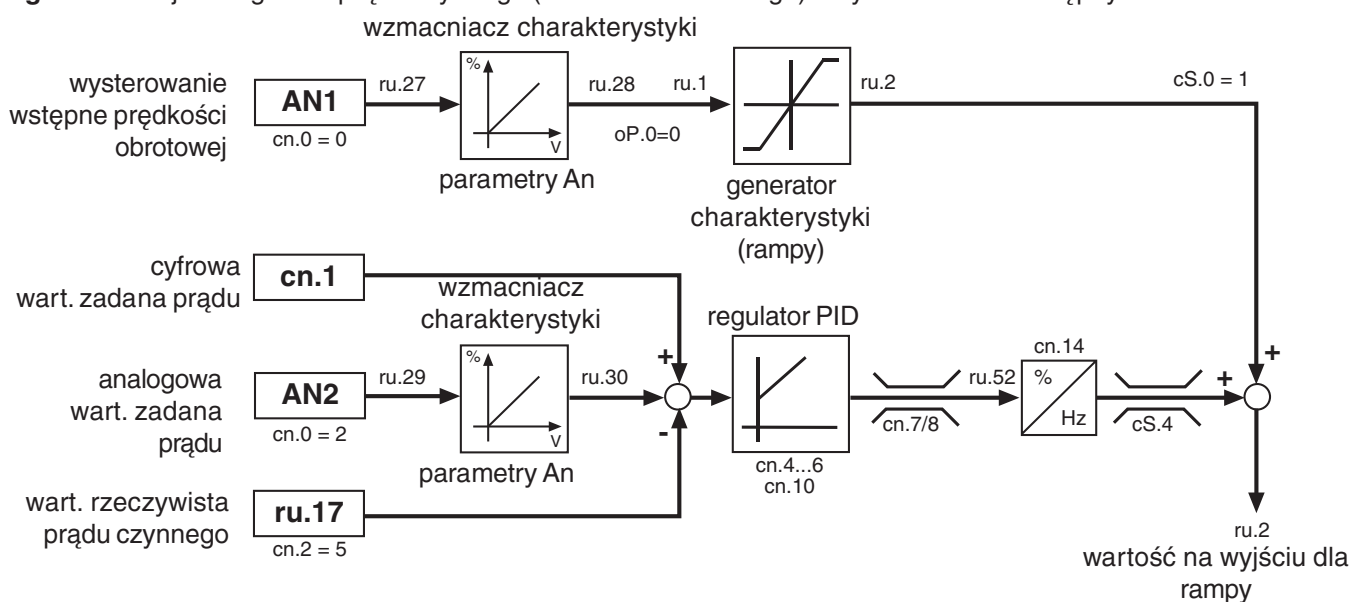 wzmacniacz charakterystyki
wysterowanie
wstępne prędkości
obrotowej
AN1
cn.0 = 0
ru.27
%
V
parametry An
ru.28
oP.0=0
ru.1
generator
charakterystyki
(rampy)
ru.2
cS.0 = 1
cyfrowa
wart. zadana prądu
cn.1
wzmacniacz
charakterystyki
analogowa
wart. zadana
prądu
AN2
cn.0 = 2
ru.29
%
V
parametry An
ru.30
+
-
regulator PID
cn.4...6
cn.10
cn.7/8
ru.52
cn.14
%
Hz
cS.4
+
+
wart. rzeczywista
prądu czynnego
ru.17
cn.2 = 5
ru.2
wartość na wyjściu dla
rampy